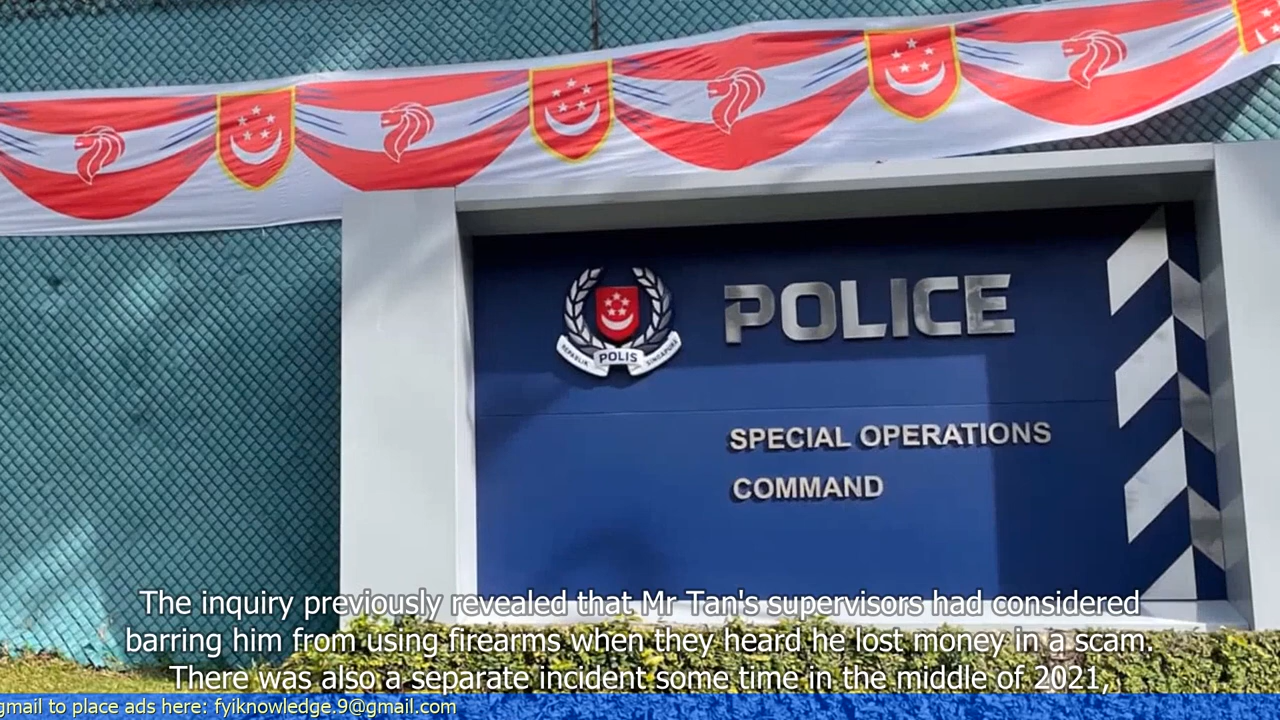 POLICE
REPABLIK POLIS SINGAPURA
SPECIAL OPERATIONS
COMMAND
The inquiry previously revealed that Mr Tan's supervisors had considered
barring him from using firearms when they heard he lost money in a scam.
There was also a separate incident some time in the middle of 2021,
gmail to place ads here: fyiknowledge.9@gmail.com